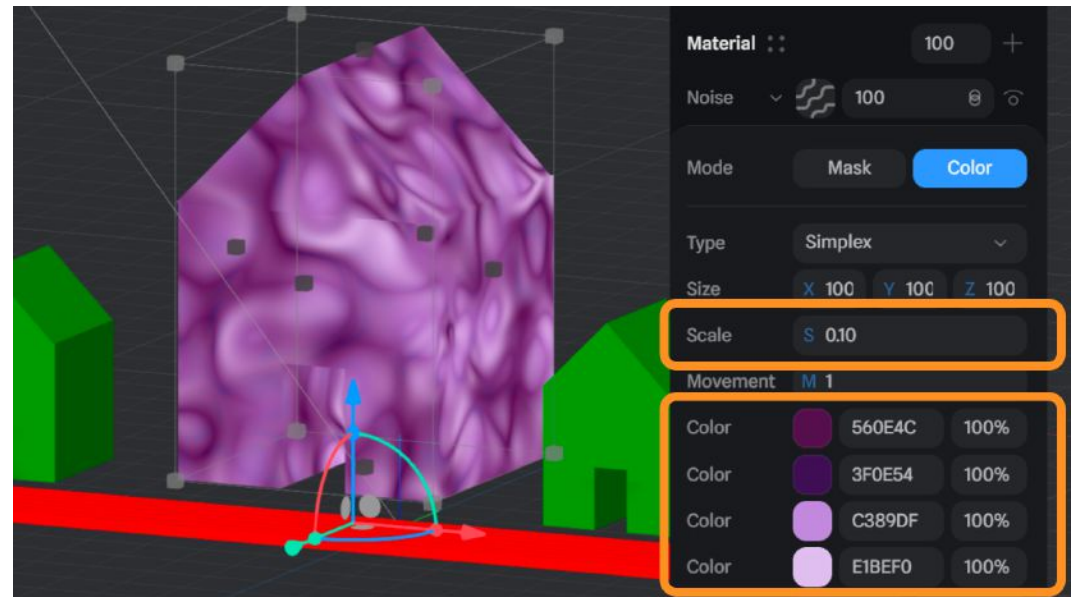 Material 100
Noise 100
Mode Mask Color
Type Simplex
Size X 100 Y 100 Z 100
Scale S 0.10
Movement M 1
Color 560E4C 100%
Color 3F0E54 100%
Color C389DF 100%
Color E1BEF0 100%